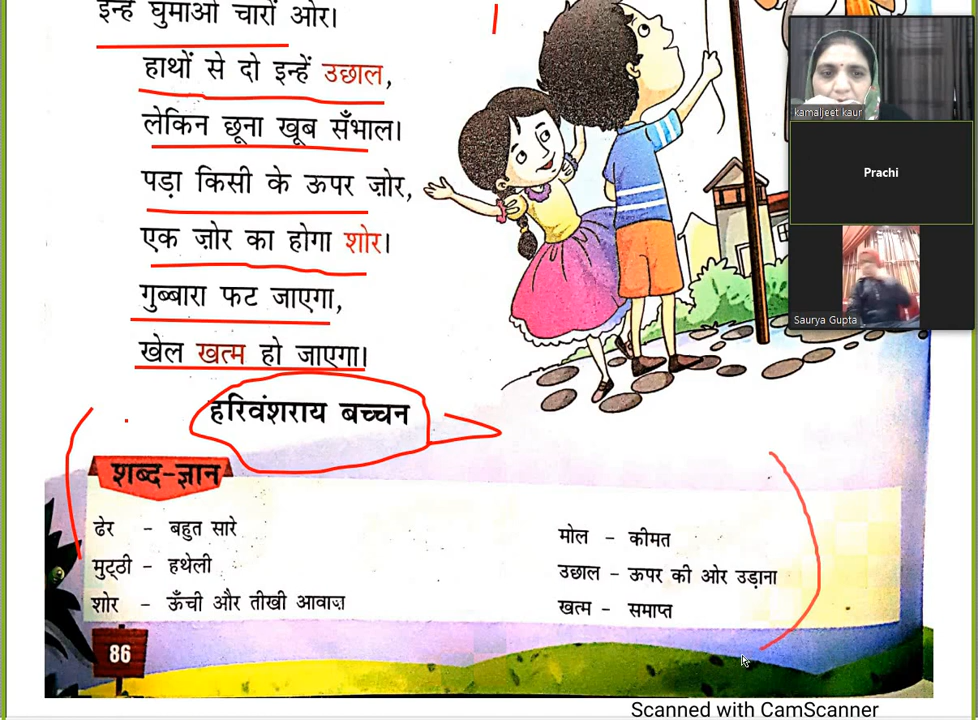 इन्हें घुमाओ चारों ओर।
हाथों से दो इन्हें उछाल,
लेकिन छूना खूब सँभाल।
पड़ा किसी के ऊपर ज़ोर,
एक ज़ोर का होगा शोर।
गुब्बारा फट जाएगा,
खेल खत्म हो जाएगा।
हरिवंशराय बच्चन
शब्द-ज्ञान
ढेर – बहुत सारे
मुट्ठी – हथेली
शोर – ऊँची और तीखी आवाज़
मोल – कीमत
उछाल – ऊपर की ओर उड़ाना
खत्म – समाप्त
86
kamaljeet kaur
Prachi
Saurya Gupta
Scanned with CamScanner